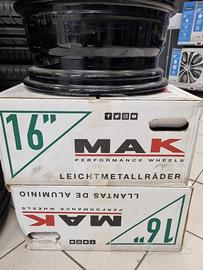 16"
MAK
PERFORMANCE WHEELS
LEICHTMETALLRÄDER
LLANTAS DE ALUMINIO
MAK
PERFORMANCE WHEELS
16"